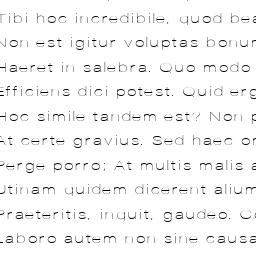 Tibi hoc incredibile, quod bea
Non est igitur voluptas bonum
Haeret in salebra. Quo modo
Efficiens dici potest. Quid erg
Hoc simile tandem est? Non p
At certe gravius. Sed haec
Perge porro; At multis malis a
Utinam quidem dicerent alium
Praeteritis, inquit, gaudeo. Co
Laboro autem non sine causa